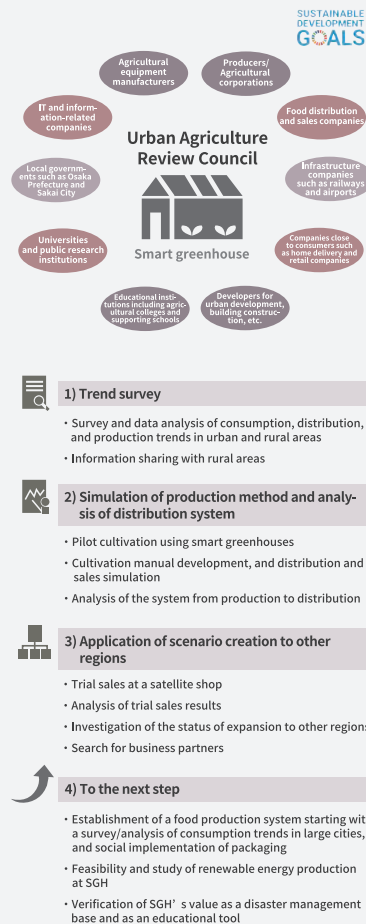 SUSTAINABLE
DEVELOPMENT
GOALS
Agricultural
equipment
manufacturers
Producers/
Agricultural
corporations
IT and inform-
ation-related
companies
Food distribution
and sales companies
Urban Agriculture
Review Council
Local governm-
ents such as Osaka
Prefecture and
Sakai City
Infrastructure
companies
such as railways
and airports
Universities
and public research
institutions
Smart greenhouse
Companies close
to consumers such
as home delivery and
retail companies
Educational insti-
tutions including agric-
ultural colleges and
supporting schools
Developers for
urban development,
building construc-
tion, etc.
1) Trend survey
・Survey and data analysis of consumption, distribution,
and production trends in urban and rural areas
・Information sharing with rural areas
2) Simulation of production method and analy-
sis of distribution system
・Pilot cultivation using smart greenhouses
・Cultivation manual development, and distribution and
sales simulation
・Analysis of the system from production to distribution
3) Application of scenario creation to other
regions
・Trial sales at a satellite shop
・Analysis of trial sales results
・Investigation of the status of expansion to other regions
・Search for business partners
4) To the next step
・Establishment of a food production system starting wit
a survey/analysis of consumption trends in large cities,
and social implementation of packaging
・Feasibility and study of renewable energy production
at SGH
・Verification of SGH’s value as a disaster management
base and as an educational tool